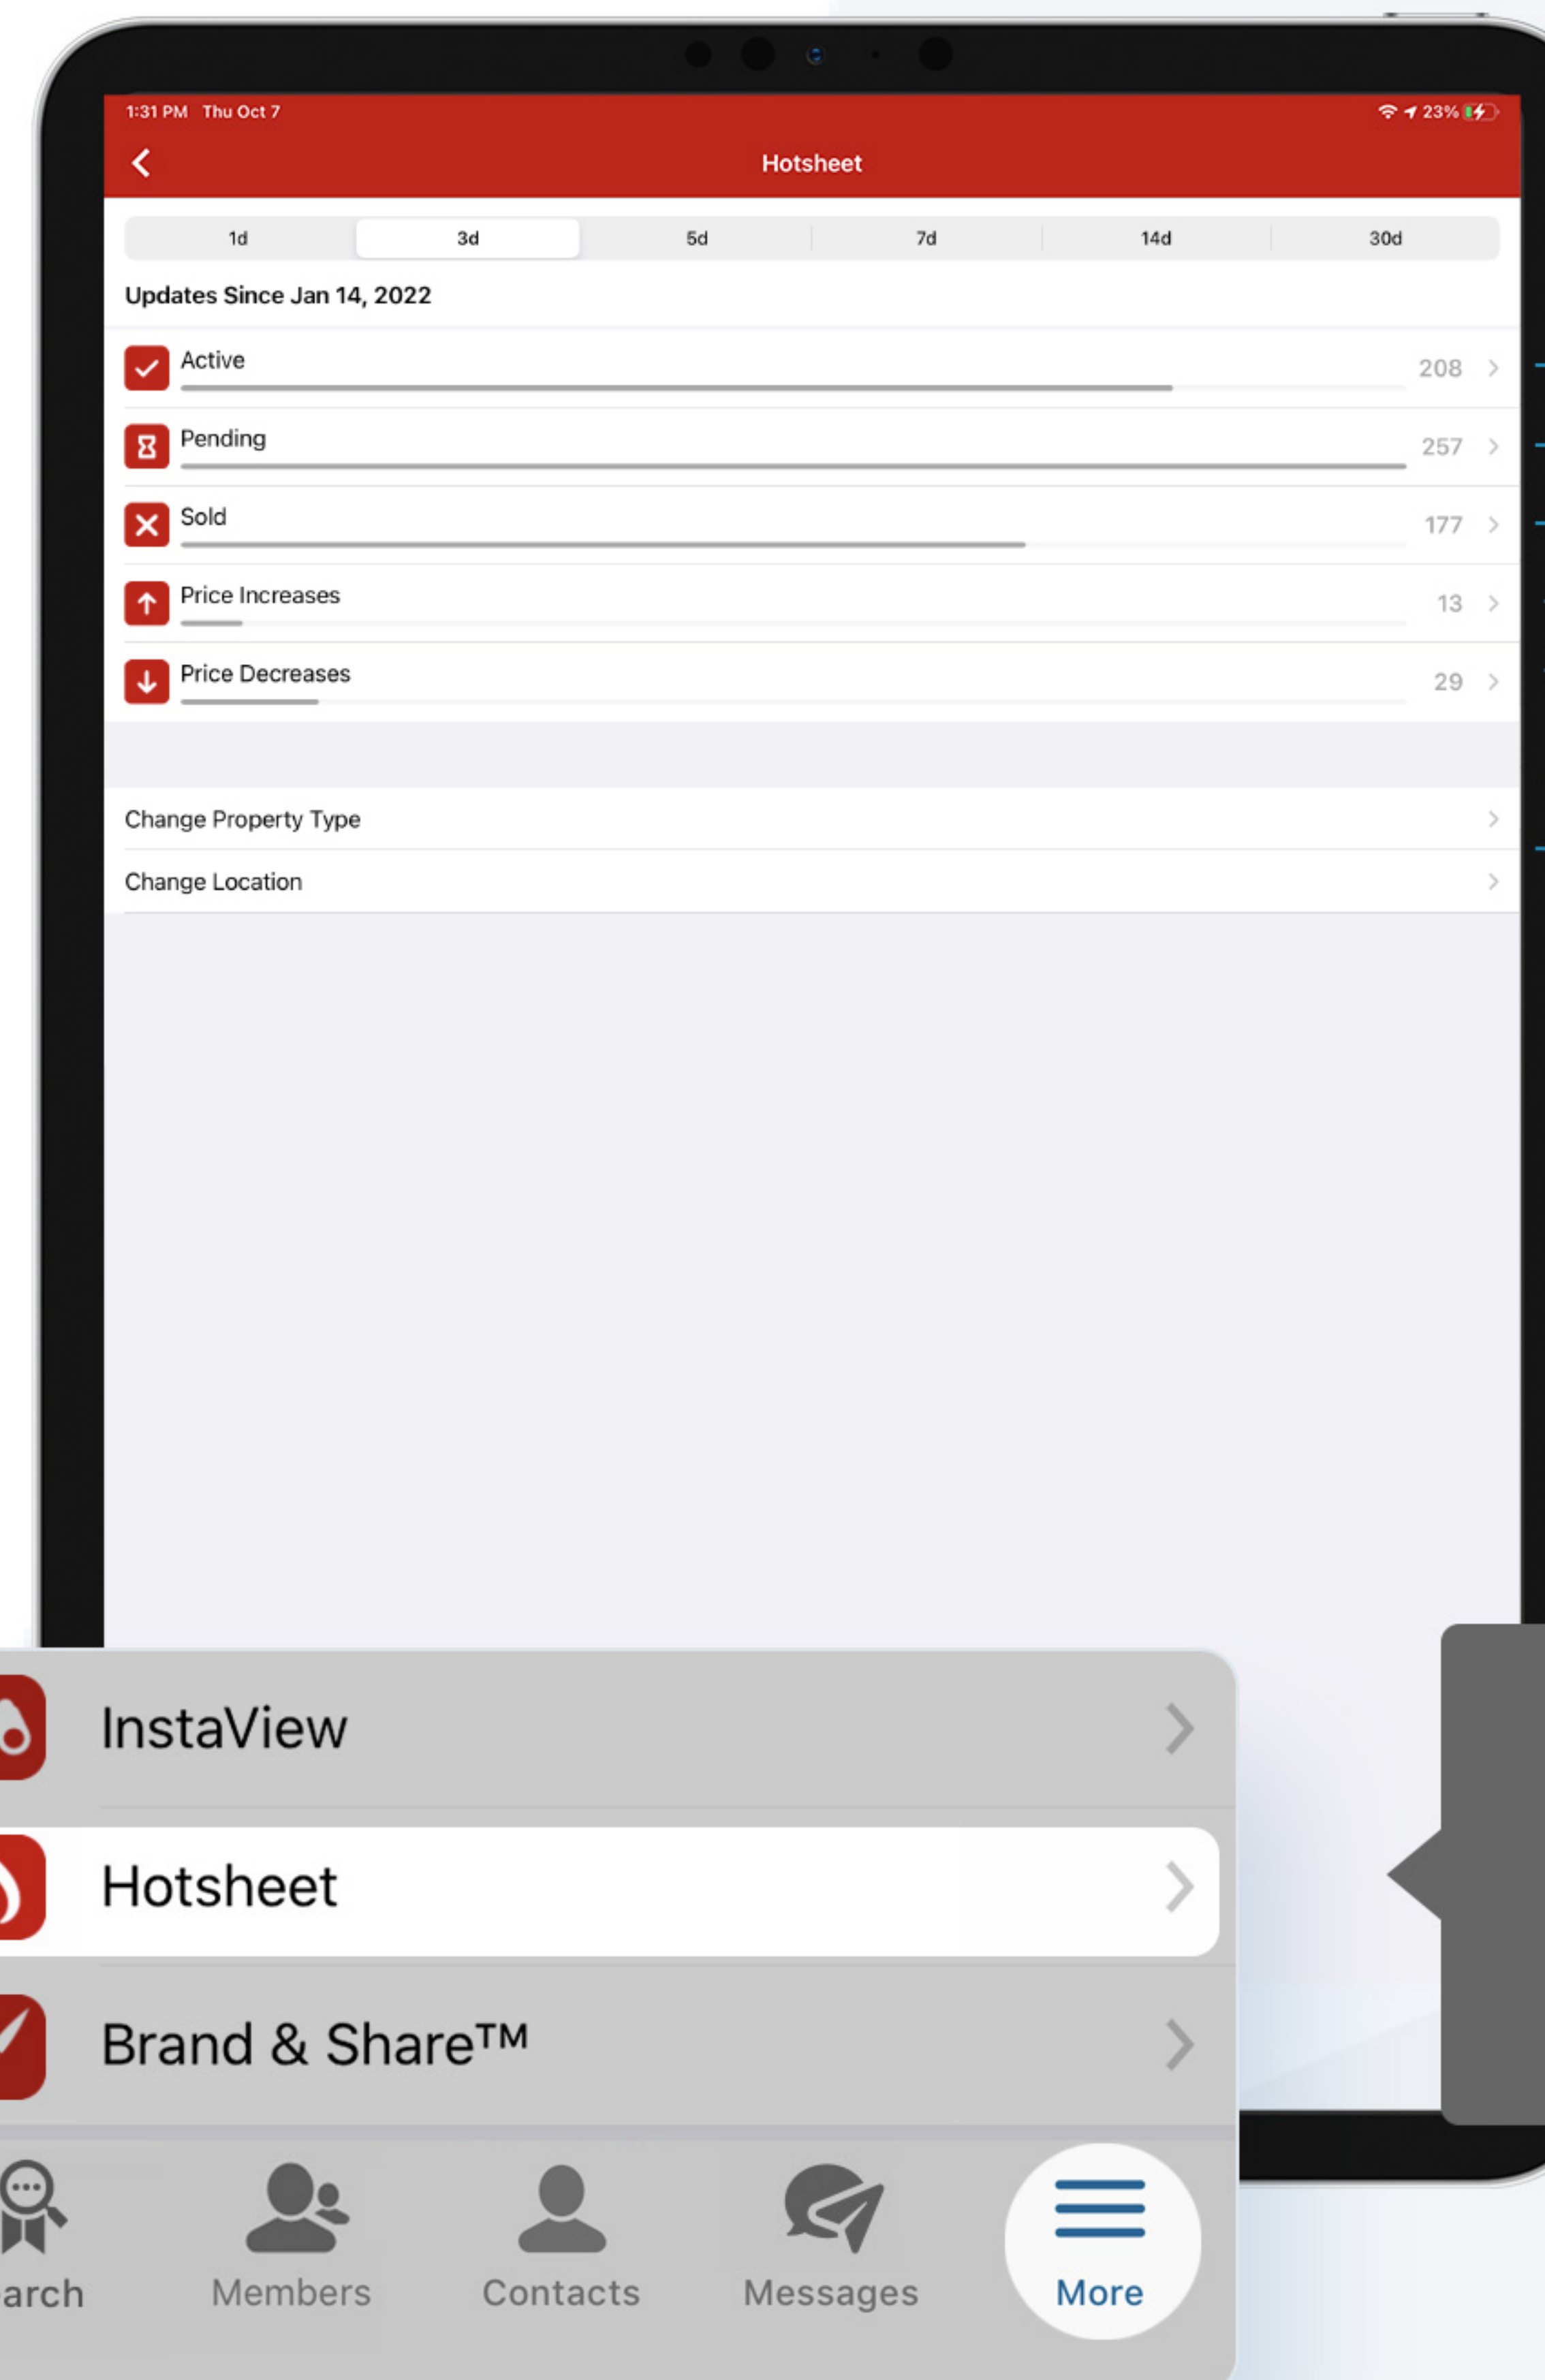 1:31 PM Thu Oct 7 23%
Hotsheet
1d 3d 5d 7d 14d 30d
Updates Since Jan 14, 2022
Active 208
Pending 257
Sold 177
Price Increases 13
Price Decreases 29
Change Property Type
Change Location
InstaView
Hotsheet
Brand & Share™
arch Members Contacts Messages More